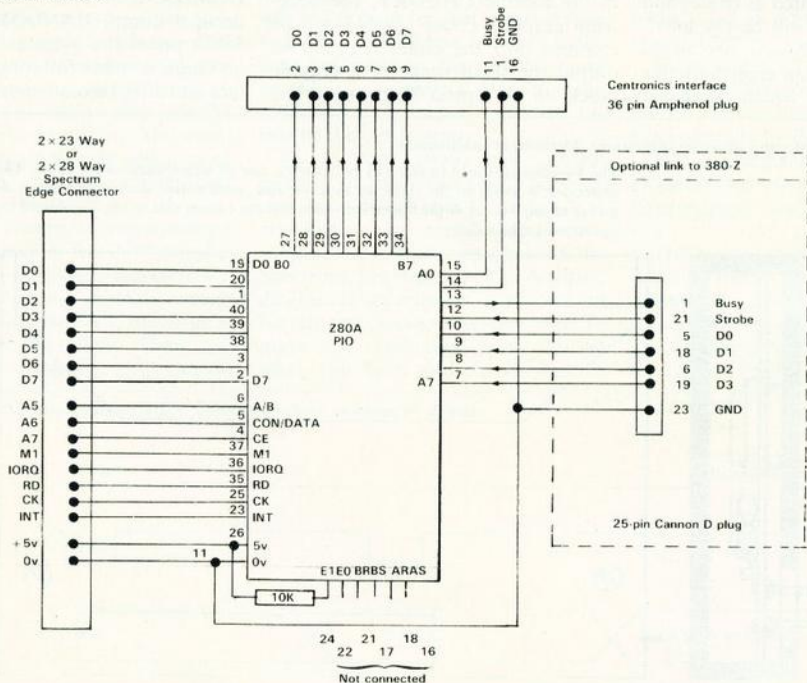 D0 D1 D2 D3 D4 D5 D6 D7 Busy Strobe GND
2 3 4 5 6 7 8 9 11 1 16
Centronics interface
36 pin Amphenol plug
2 × 23 Way
or
2 × 28 Way
Spectrum
Edge Connector
Optional link to 380-Z
27 28 29 30 31 32 33 34
D0 19 D0 B0 B7 A0 15
D1 20 14
D2 1 13 1 Busy
D3 40 12 21 Strobe
D4 39 10 5 D0
D5 38 9 18 D1
D6 3 8 6 D2
D7 2 D7 A7 7 19 D3
Z80A
PIO
23 GND
A5 6 A/B
A6 5 CON/DATA
A7 4 CE
M1 37 M1
IORQ 36 IORQ
RD 35 RD
CK 25 CK
INT 23 INT
+ 5v 26 5v
0v 11 0v
25-pin Cannon D plug
E1E0 BRBS ARAS
10K
24 21 18
22 17 16
Not connected